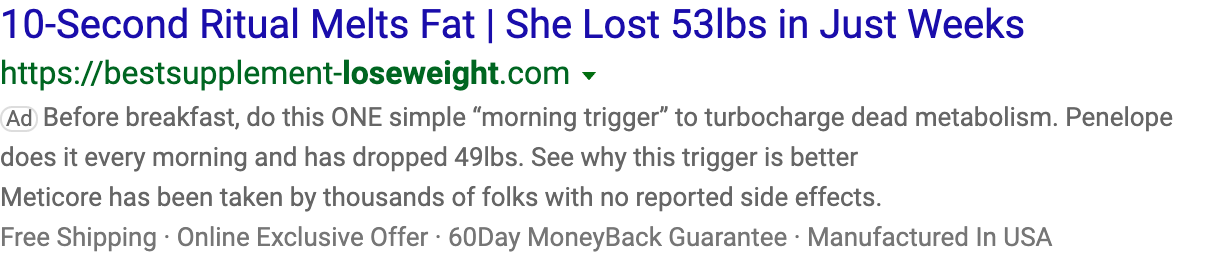 10-Second Ritual Melts Fat | She Lost 53lbs in Just Weeks
https://bestsupplement-loseweight.com
Ad Before breakfast, do this ONE simple “morning trigger” to turbocharge dead metabolism. Penelope
does it every morning and has dropped 49lbs. See why this trigger is better
Meticore has been taken by thousands of folks with no reported side effects.
Free Shipping · Online Exclusive Offer · 60Day MoneyBack Guarantee · Manufactured In USA